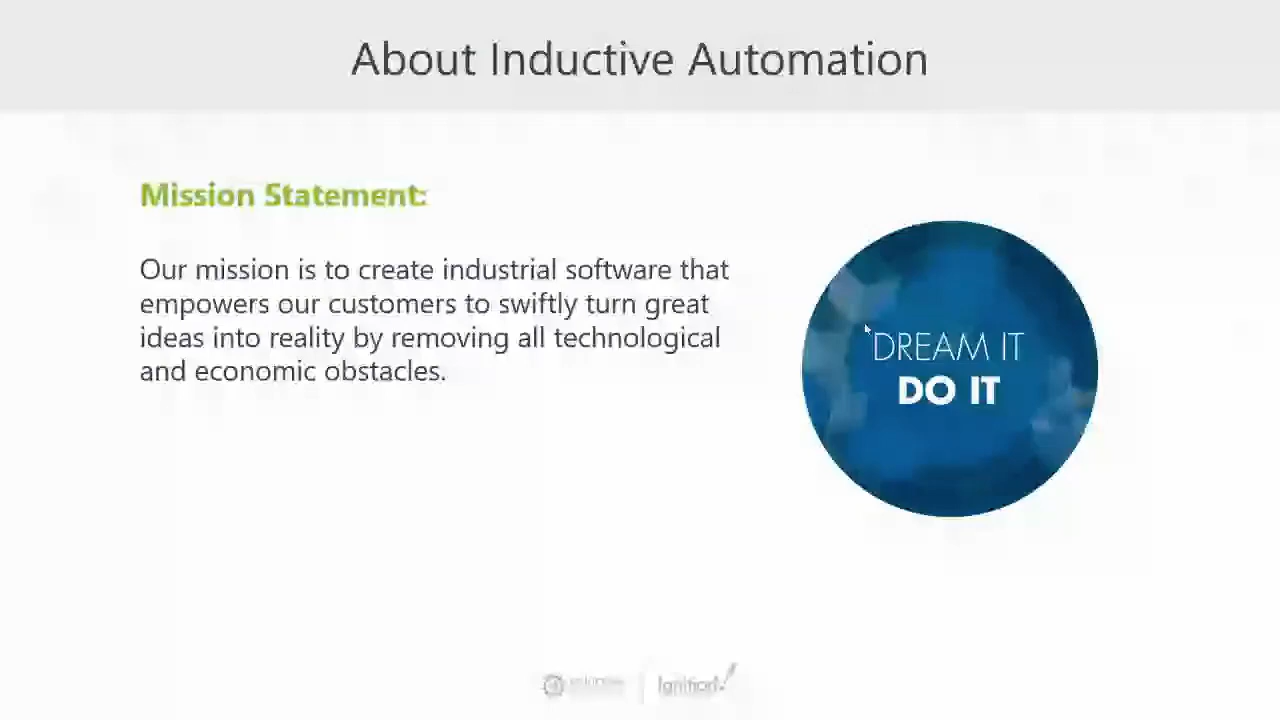 About Inductive Automation
Mission Statement:
Our mission is to create industrial software that
empowers our customers to swiftly turn great
ideas into reality by removing all technological
and economic obstacles.
DREAM IT
DO IT
Ignition